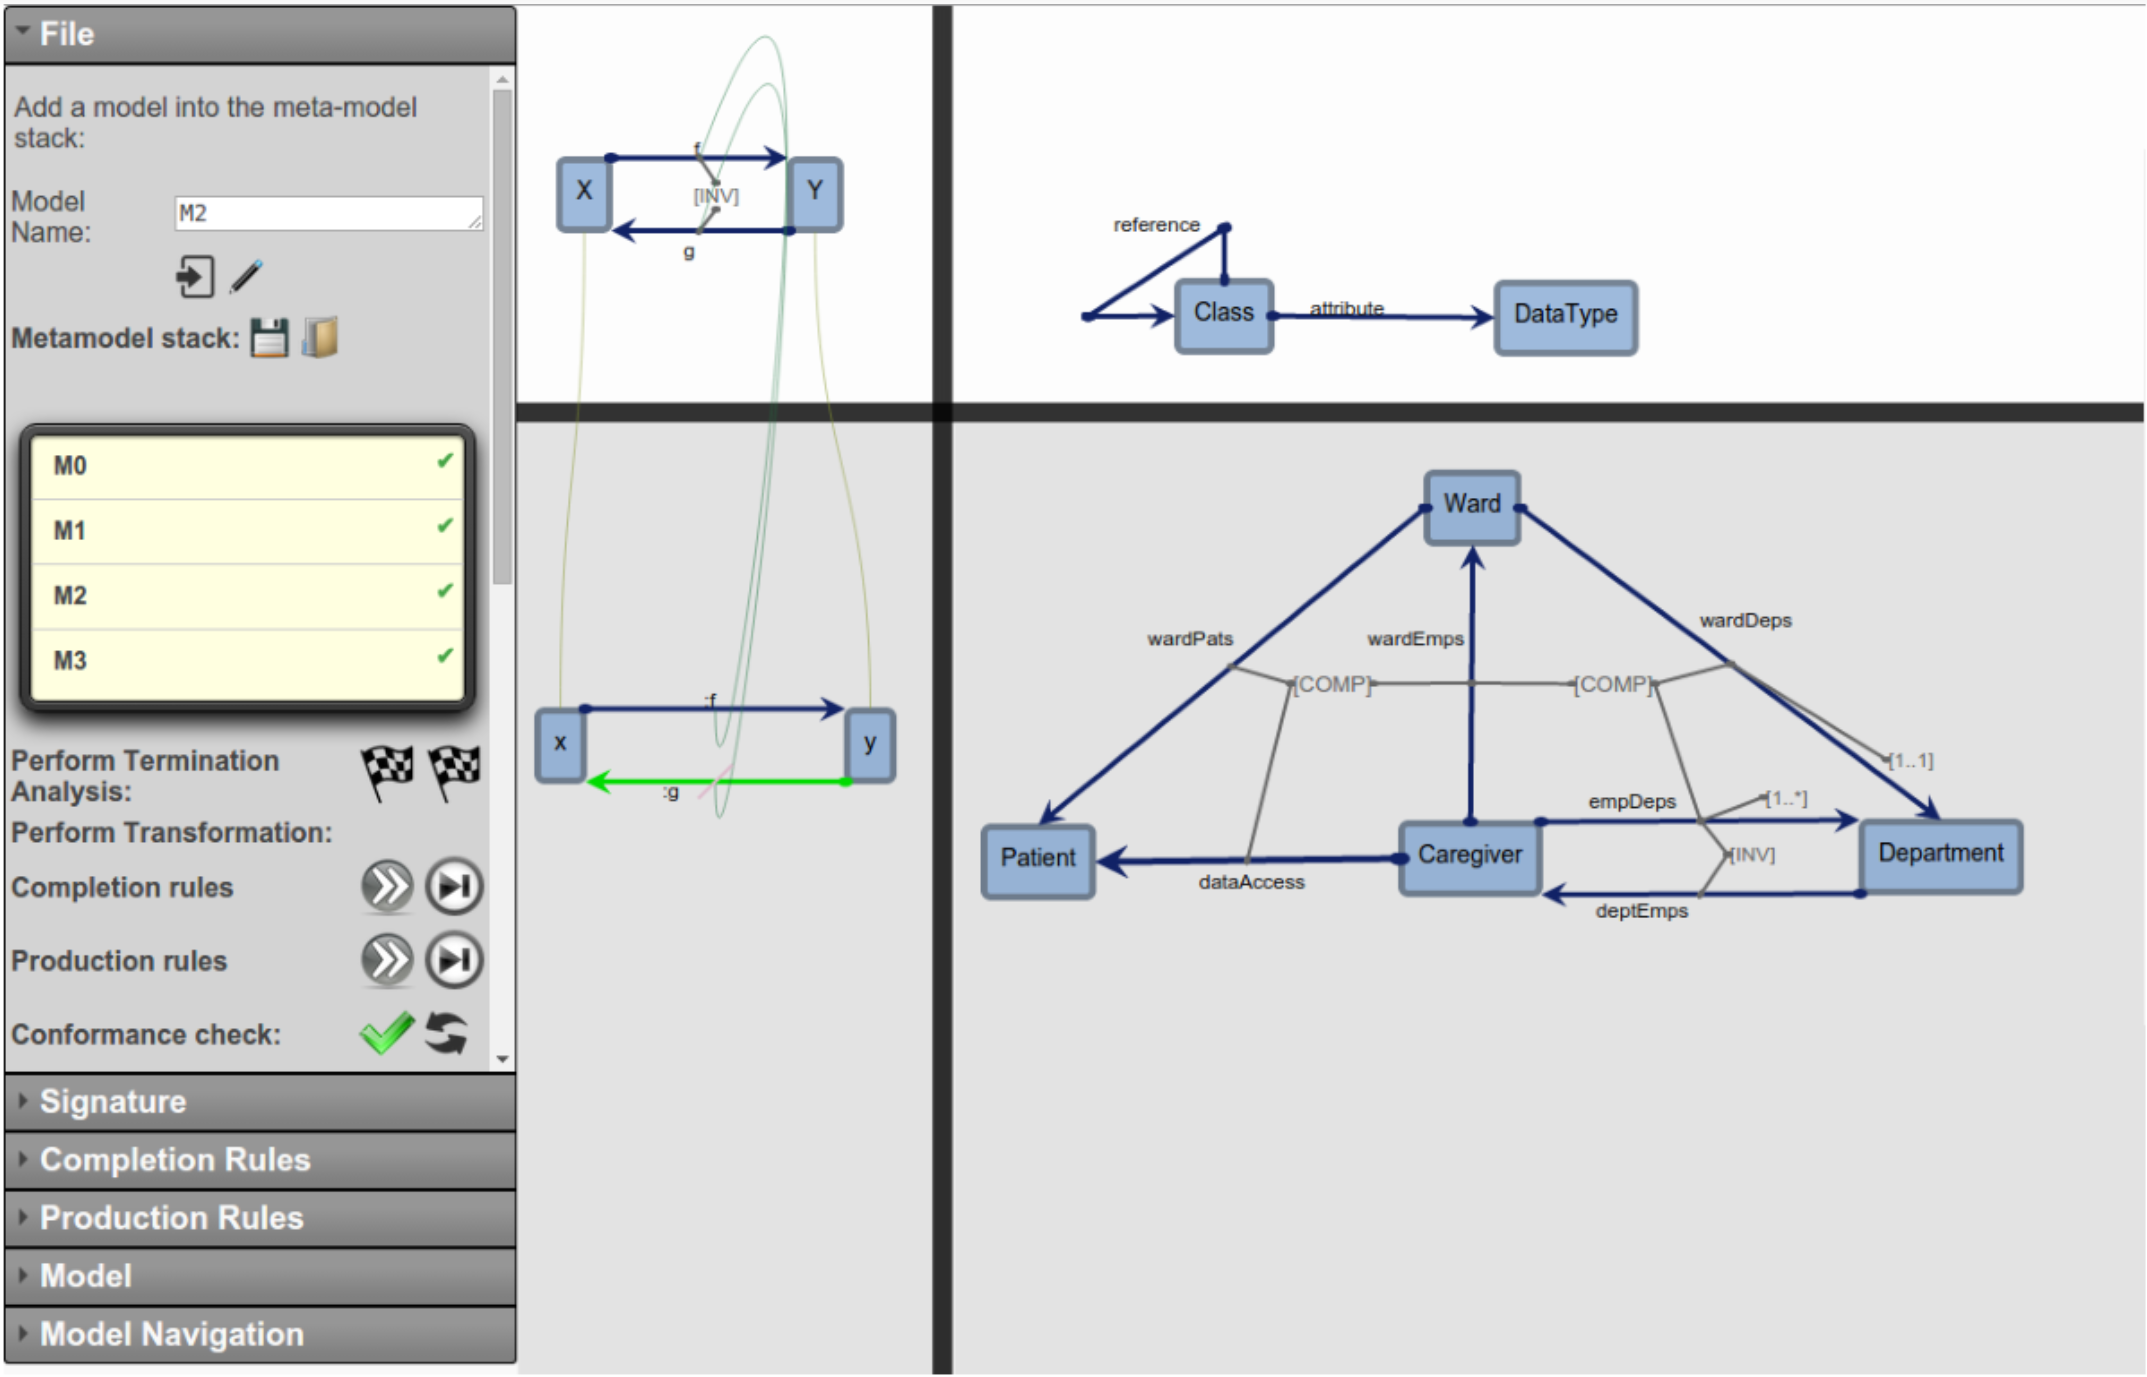 File
Add a model into the meta-model
stack:
Model
Name:
M2
Metamodel stack:
M0
M1
M2
M3
Perform Termination
Analysis:
Perform Transformation:
Completion rules
Production rules
Conformance check:
Signature
Completion Rules
Production Rules
Model
Model Navigation
f
X
[INV]
Y
g
:f
x
y
:g
reference
Class
attribute
DataType
Ward
wardPats
wardEmps
wardDeps
[COMP]
[COMP]
[1..1]
empDeps
[1..*]
Patient
Caregiver
[INV]
Department
dataAccess
deptEmps